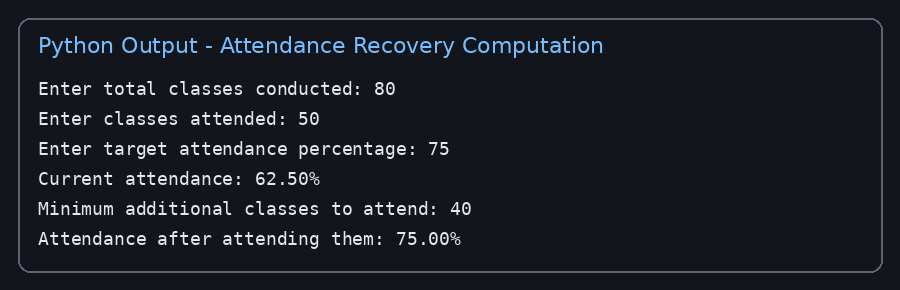 Python Output - Attendance Recovery Computation
Enter total classes conducted: 80
Enter classes attended: 50
Enter target attendance percentage: 75
Current attendance: 62.50%
Minimum additional classes to attend: 40
Attendance after attending them: 75.00%